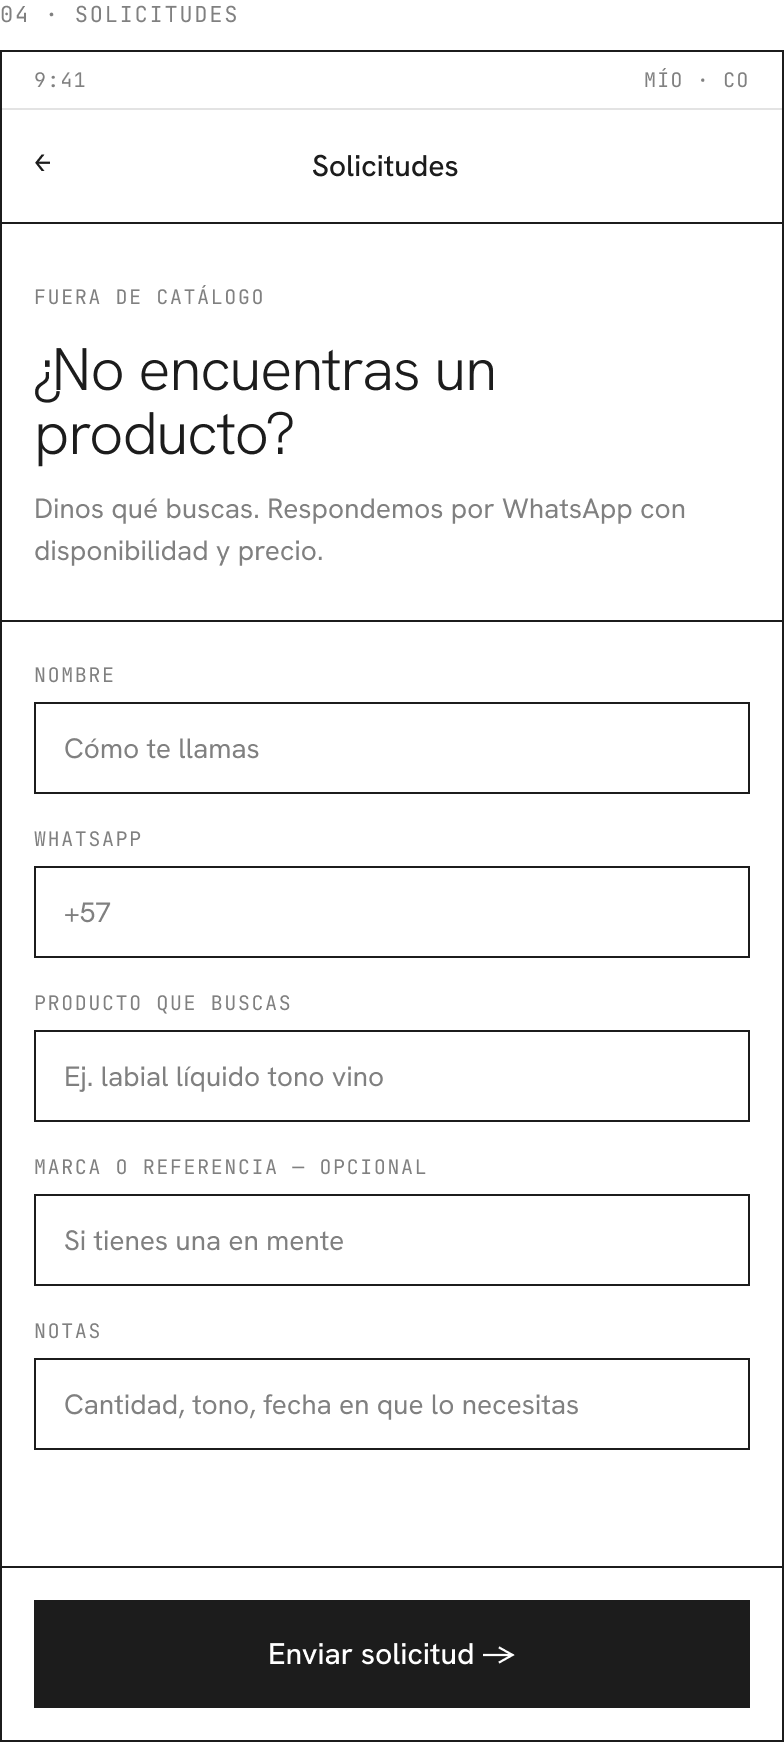 04 · SOLICITUDES
9:41
MÍO · CO
← Solicitudes
FUERA DE CATÁLOGO
¿No encuentras un
producto?
Dinos qué buscas. Respondemos por WhatsApp con
disponibilidad y precio.
NOMBRE
Cómo te llamas
WHATSAPP
+57
PRODUCTO QUE BUSCAS
Ej. labial líquido tono vino
MARCA O REFERENCIA — OPCIONAL
Si tienes una en mente
NOTAS
Cantidad, tono, fecha en que lo necesitas
Enviar solicitud →